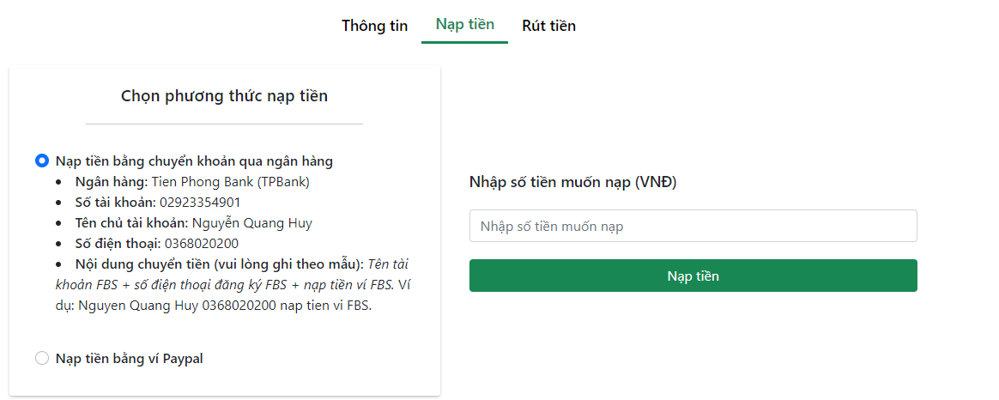 Thông tin
Nạp tiền
Rút tiền
Chọn phương thức nạp tiền
Nạp tiền bằng chuyển khoản qua ngân hàng
• Ngân hàng: Tien Phong Bank (TPBank)
• Số tài khoản: 02923354901
• Tên chủ tài khoản: Nguyễn Quang Huy
• Số điện thoại: 0368020200
• Nội dung chuyển tiền (vui lòng ghi theo mẫu): Tên tài
khoản FBS + số điện thoại đăng ký FBS + nạp tiền ví FBS. Ví
dụ: Nguyen Quang Huy 0368020200 nap tien vi FBS.
Nạp tiền bằng ví Paypal
Nhập số tiền muốn nạp (VNĐ)
Nhập số tiền muốn nạp
Nạp tiền